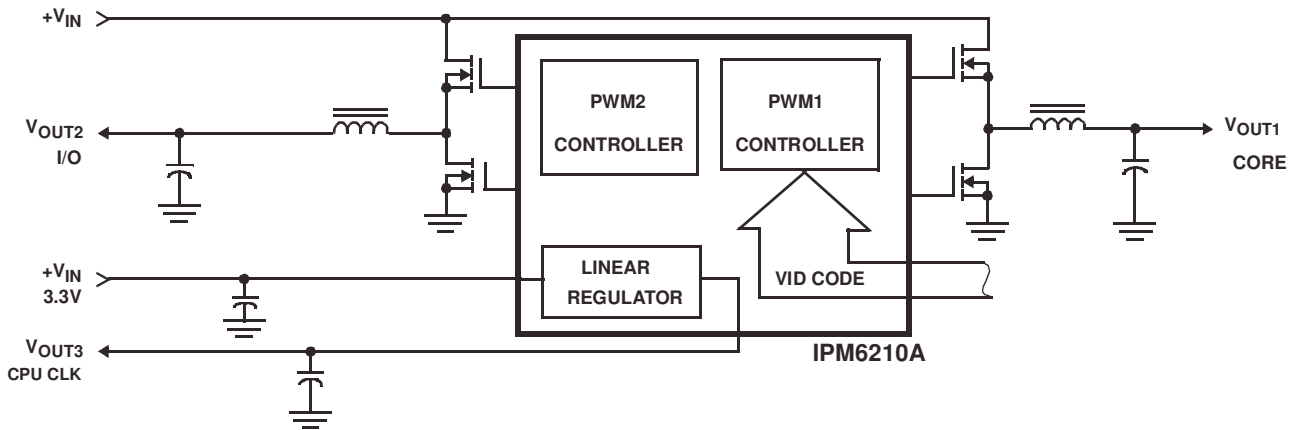 +VIN
PWM2
CONTROLLER
PWM1
CONTROLLER
VOUT2
I/O
VOUT1
CORE
+VIN
3.3V
LINEAR
REGULATOR
VID CODE
VOUT3
CPU CLK
IPM6210A